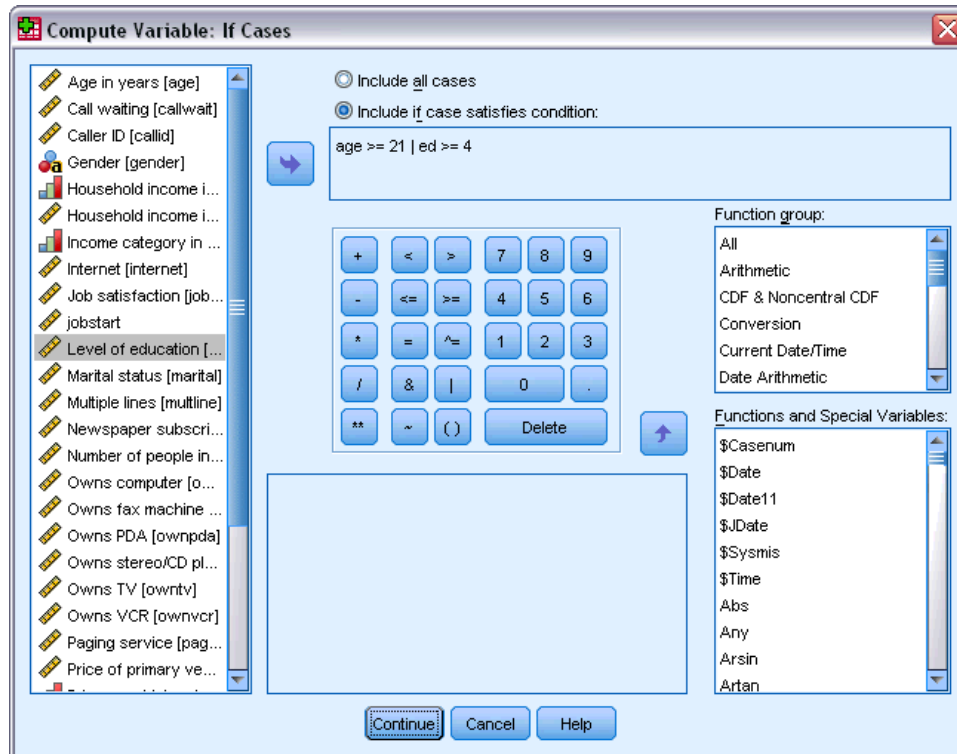 Compute Variable: If Cases
Age in years [age]
Call waiting [callwait]
Caller ID [callid]
Gender [gender]
Household income i...
Household income i...
Income category in ...
Internet [internet]
Job satisfaction [job...
jobstart
Level of education [...
Marital status [marital]
Multiple lines [multline]
Newspaper subscri...
Number of people in...
Owns computer [o...
Owns fax machine ...
Owns PDA [ownpda]
Owns stereo/CD pl...
Owns TV [owntv]
Owns VCR [ownvcr]
Paging service [pag...
Price of primary ve...
Include all cases
Include if case satisfies condition:
age >= 21 | ed >= 4
+ < > 7 8 9
- <= >= 4 5 6
* = ^= 1 2 3
/ & | 0 .
** ~ ( ) Delete
Function group:
All
Arithmetic
CDF & Noncentral CDF
Conversion
Current Date/Time
Date Arithmetic
Functions and Special Variables:
$Casenum
$Date
$Date11
$JDate
$Sysmis
$Time
Abs
Any
Arsin
Artan
Continue Cancel Help